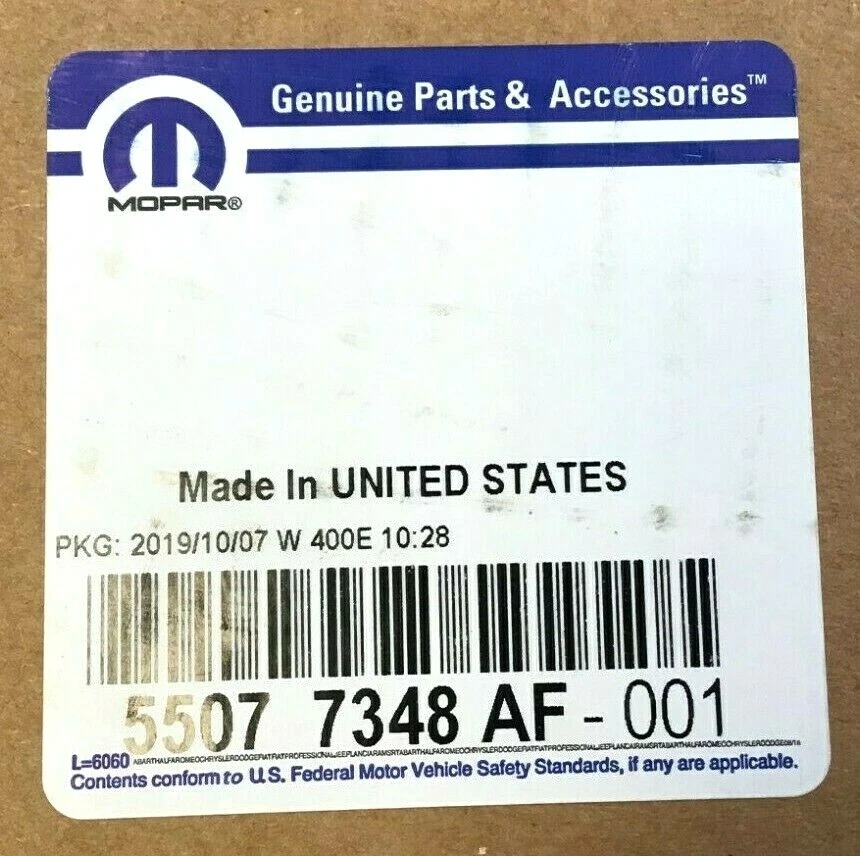 Genuine Parts & Accessories™
MOPAR®
Made In UNITED STATES
PKG: 2019/10/07 W 400E 10:28
5507 7348 AF - 001
L=6060
Contents conform to U.S. Federal Motor Vehicle Safety Standards, if any are applicable.